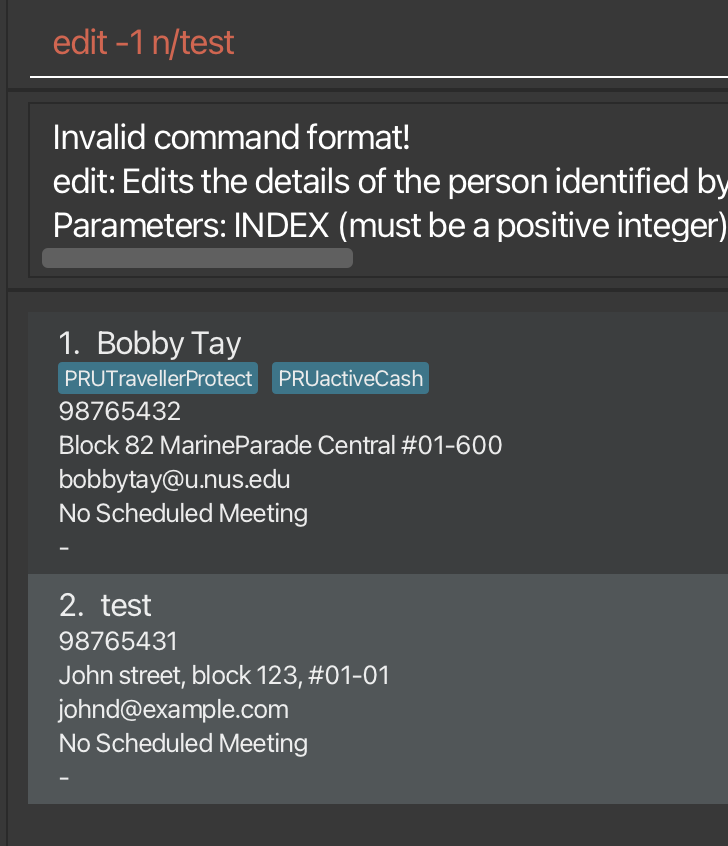 edit -1 n/test
Invalid command format!
edit: Edits the details of the person identified by
Parameters: INDEX (must be a positive integer)
1. Bobby Tay
PRUTravellerProtect PRUactiveCash
98765432
Block 82 MarineParade Central #01-600
bobbytay@u.nus.edu
No Scheduled Meeting
-
2. test
98765431
John street, block 123, #01-01
johnd@example.com
No Scheduled Meeting
-